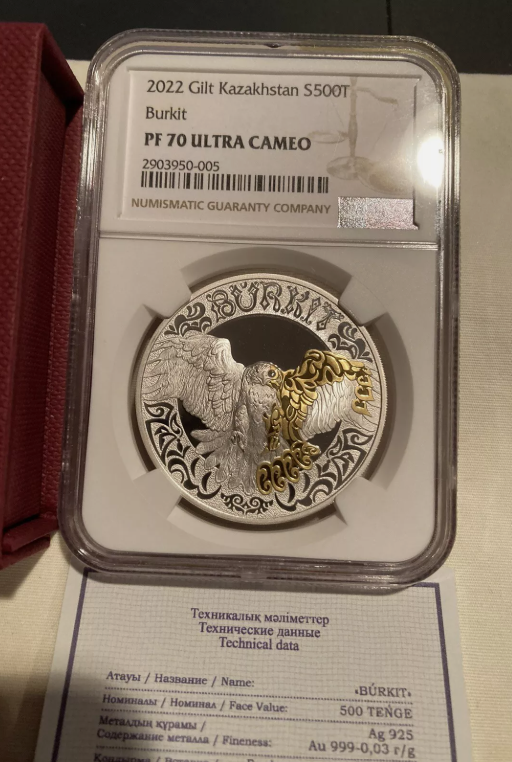 2022 Gilt Kazakhstan S500T
Burkit
PF 70 ULTRA CAMEO
2903950-005
NUMISMATIC GUARANTY COMPANY
BÚRKIT
Техникалық мәліметтер
Технические данные
Technical data
Атауы / Название / Name: «BÚRKIT»
Номиналы / Номинал / Face Value: 500 TEŃGE
Металдың құрамы / Ag 925
Содержание металла / Fineness: Au 999-0,03 г/g